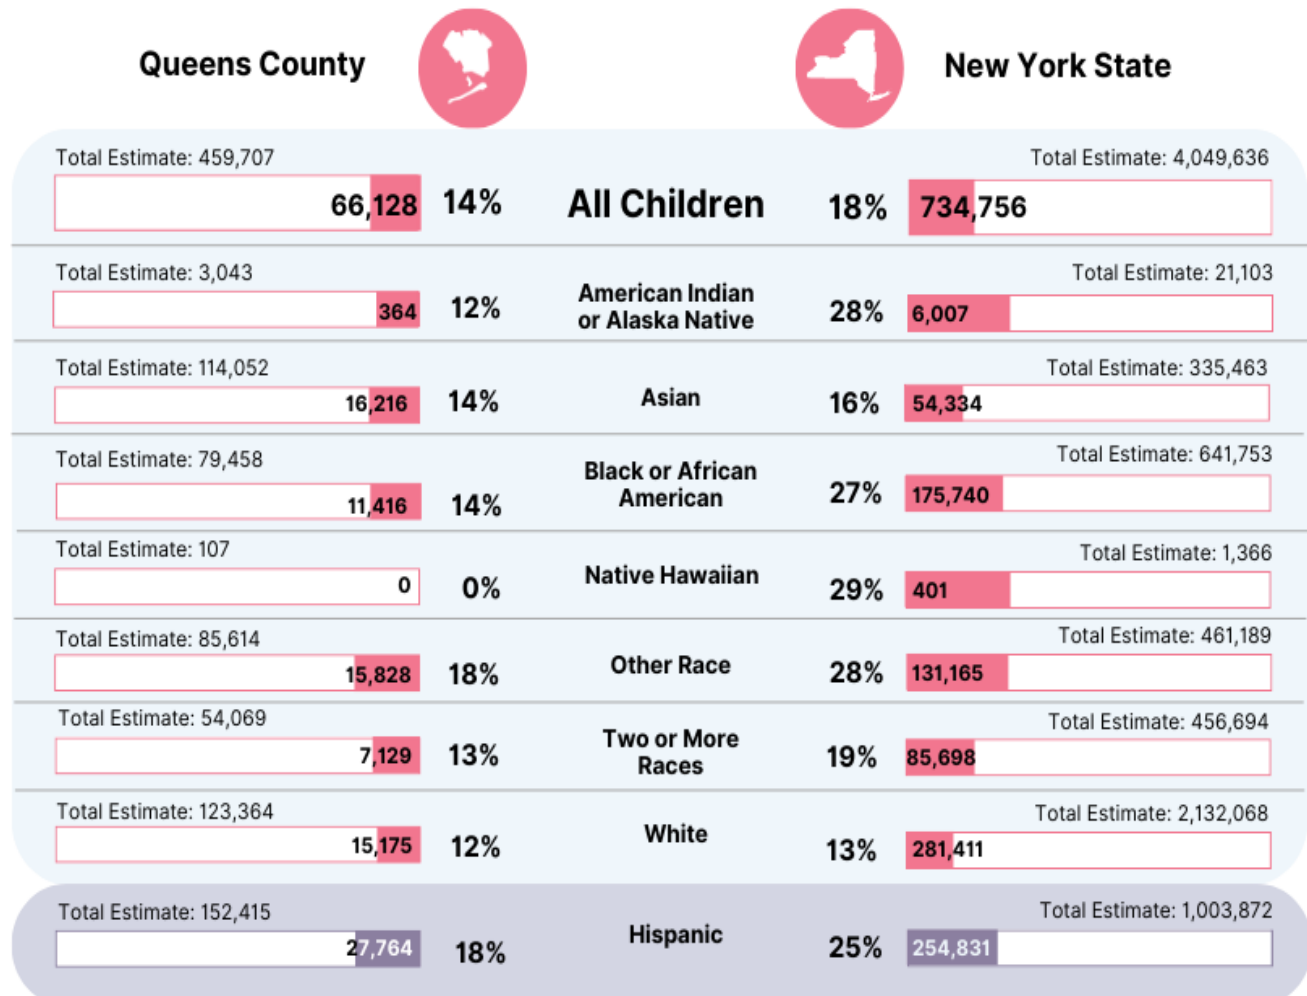 Queens County
New York State
Total Estimate: 459,707
Total Estimate: 4,049,636
66,128
14%
All Children
18%
734,756
Total Estimate: 3,043
Total Estimate: 21,103
364
12%
American Indian
or Alaska Native
28%
6,007
Total Estimate: 114,052
Total Estimate: 335,463
16,216
14%
Asian
16%
54,334
Total Estimate: 79,458
Total Estimate: 641,753
11,416
14%
Black or African
American
27%
175,740
Total Estimate: 107
Total Estimate: 1,366
0
0%
Native Hawaiian
29%
401
Total Estimate: 85,614
Total Estimate: 461,189
15,828
18%
Other Race
28%
131,165
Total Estimate: 54,069
Total Estimate: 456,694
7,129
13%
Two or More
Races
19%
85,698
Total Estimate: 123,364
Total Estimate: 2,132,068
15,175
12%
White
13%
281,411
Total Estimate: 152,415
Total Estimate: 1,003,872
27,764
18%
Hispanic
25%
254,831